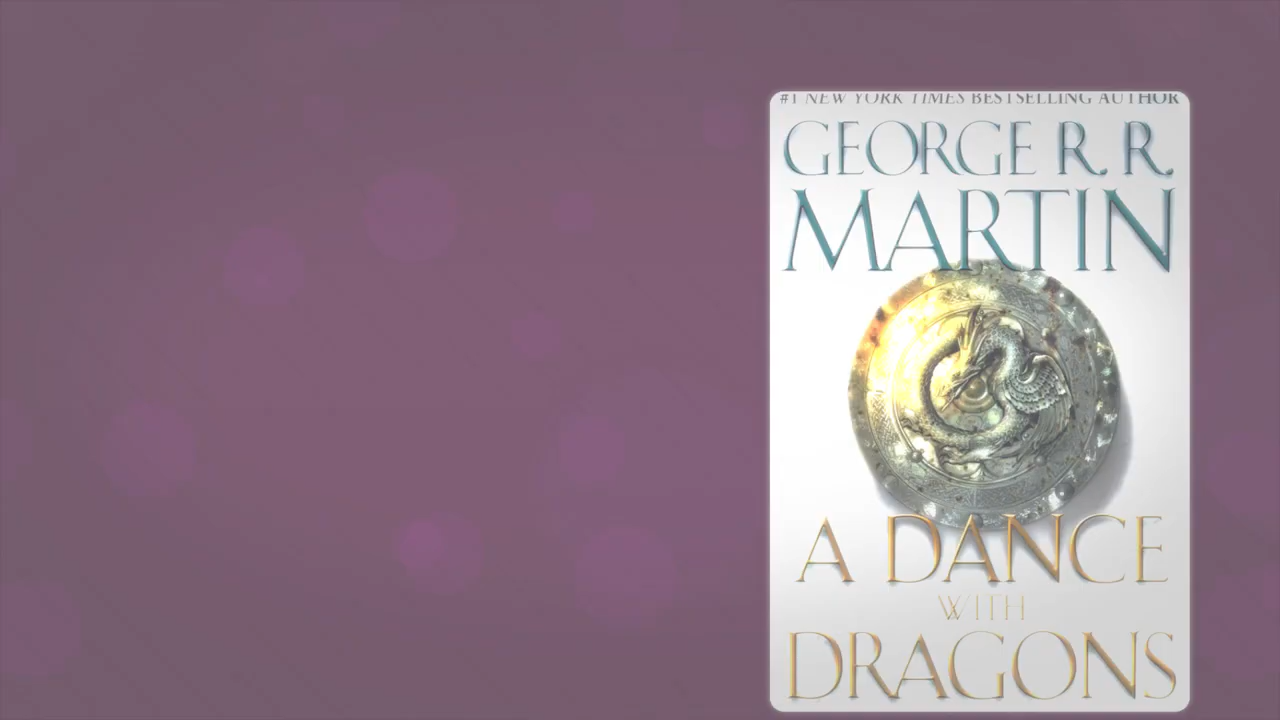 #1 NEW YORK TIMES BESTSELLING AUTHOR
GEORGE R. R.
MARTIN
A DANCE
WITH
DRAGONS